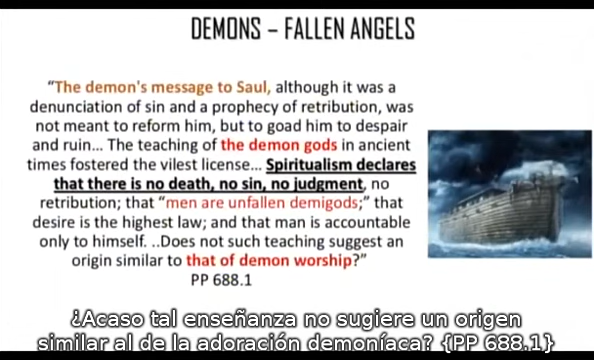 DEMONS – FALLEN ANGELS
“The demon's message to Saul, although it was a
denunciation of sin and a prophecy of retribution, was
not meant to reform him, but to goad him to despair
and ruin... The teaching of the demon gods in ancient
times fostered the vilest license... Spiritualism declares
that there is no death, no sin, no judgment, no
retribution; that “men are unfallen demigods;” that
desire is the highest law; and that man is accountable
only to himself. ..Does not such teaching suggest an
origin similar to that of demon worship?”
PP 688.1
¿Acaso tal enseñanza no sugiere un origen
similar al de la adoración demoníaca? {PP 688.1}